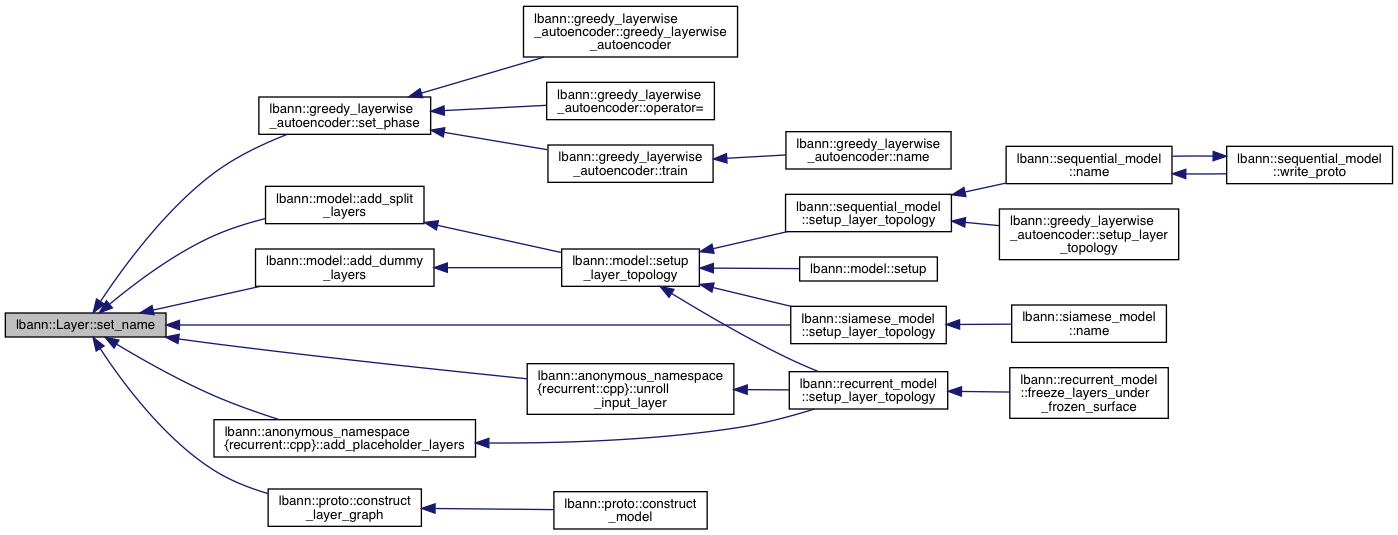 lbann::greedy_layerwise
_autoencoder::greedy_layerwise
_autoencoder
lbann::greedy_layerwise
_autoencoder::set_phase
lbann::greedy_layerwise
_autoencoder::operator=
lbann::greedy_layerwise
_autoencoder::train
lbann::greedy_layerwise
_autoencoder::name
lbann::sequential_model
::name
lbann::sequential_model
::write_proto
lbann::model::add_split
_layers
lbann::sequential_model
::setup_layer_topology
lbann::greedy_layerwise
_autoencoder::setup_layer
_topology
lbann::model::add_dummy
_layers
lbann::model::setup
_layer_topology
lbann::model::setup
lbann::Layer::set_name
lbann::siamese_model
::setup_layer_topology
lbann::siamese_model
::name
lbann::anonymous_namespace
{recurrent::cpp}::unroll
_input_layer
lbann::recurrent_model
::setup_layer_topology
lbann::recurrent_model
::freeze_layers_under
_frozen_surface
lbann::anonymous_namespace
{recurrent::cpp}::add_placeholder_layers
lbann::proto::construct
_layer_graph
lbann::proto::construct
_model